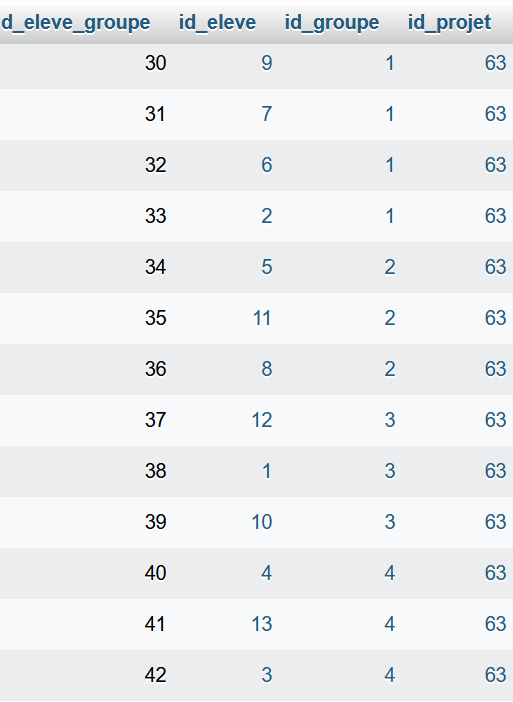 d_eleve_groupe id_eleve id_groupe id_projet
30 9 1 63
31 7 1 63
32 6 1 63
33 2 1 63
34 5 2 63
35 11 2 63
36 8 2 63
37 12 3 63
38 1 3 63
39 10 3 63
40 4 4 63
41 13 4 63
42 3 4 63